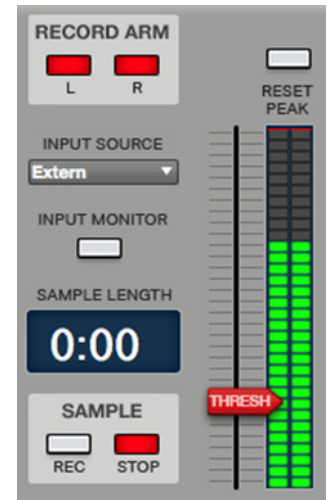 RECORD ARM
L R
RESET
PEAK
INPUT SOURCE
Extern
INPUT MONITOR
SAMPLE LENGTH
0:00
THRESH
SAMPLE
REC STOP